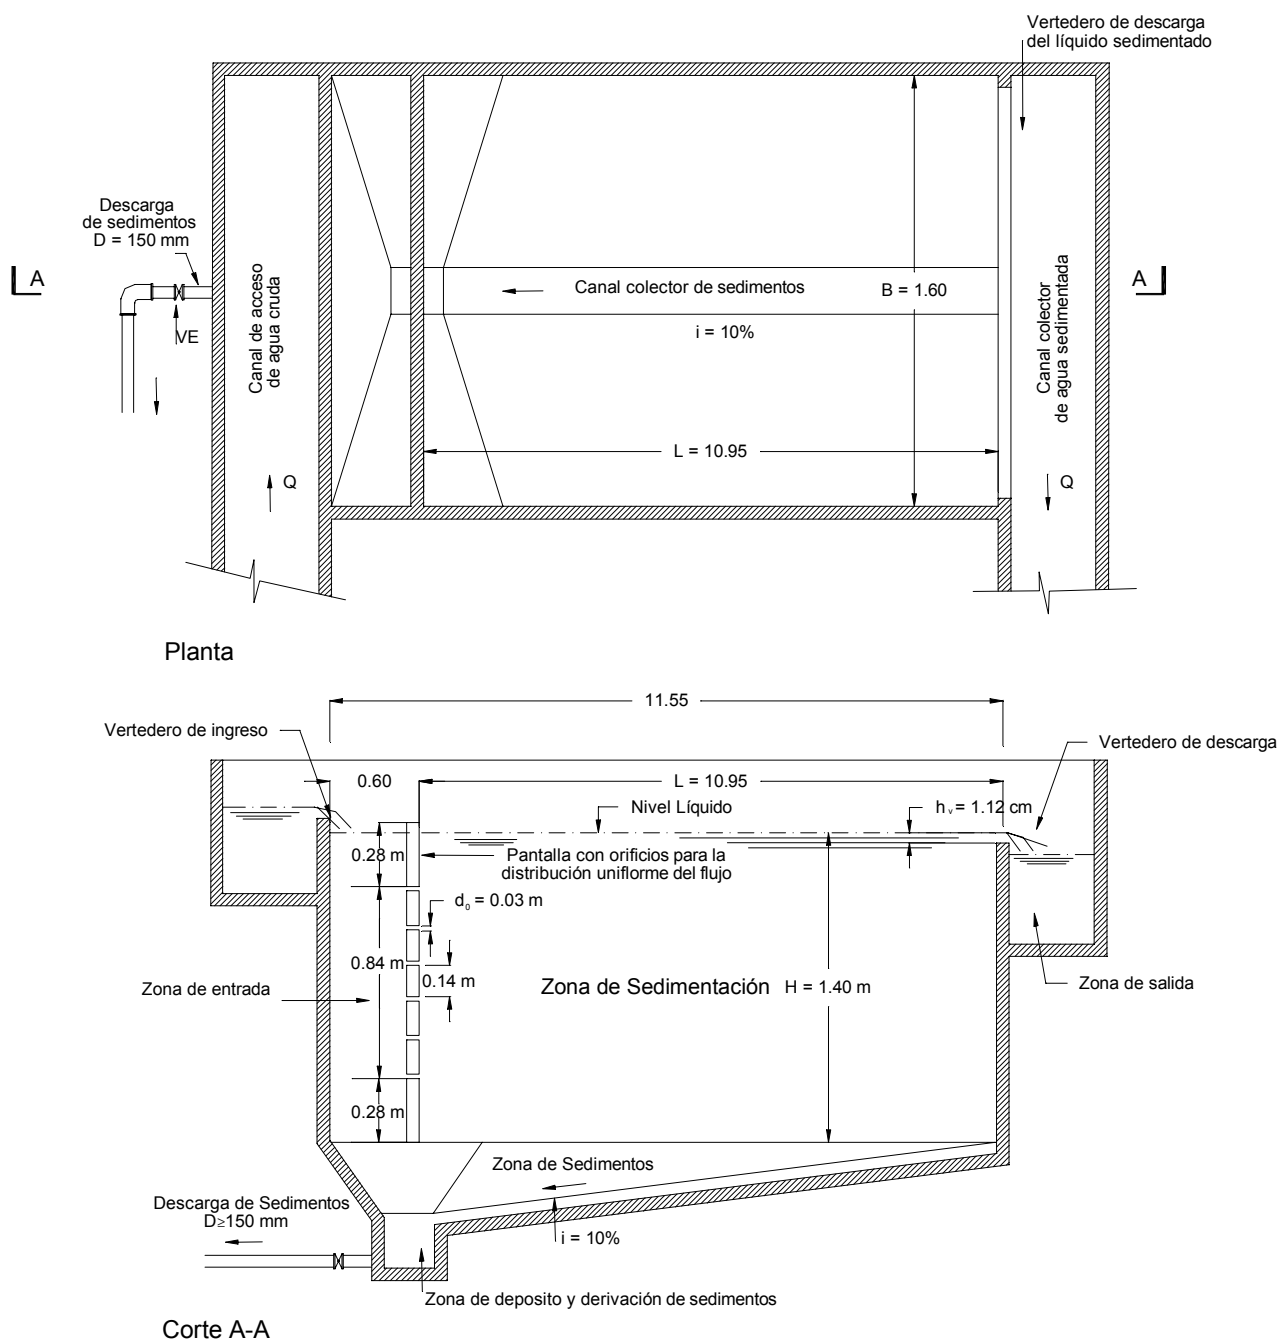 Vertedero de descarga
del líquido sedimentado
Descarga
de sedimentos
D = 150 mm
A
A
VE
Canal de acceso
de agua cruda
Canal colector de sedimentos
B = 1.60
i = 10%
Canal colector
de agua sedimentada
L = 10.95
Q
Q
Planta
11.55
Vertedero de ingreso
Vertedero de descarga
0.60
L = 10.95
Nivel Líquido
h v = 1.12 cm
0.28 m
Pantalla con orificios para la
distribución uniflorme del flujo
d0 = 0.03 m
0.84 m
0.14 m
Zona de entrada
Zona de Sedimentación
H = 1.40 m
Zona de salida
0.28 m
Zona de Sedimentos
Descarga de Sedimentos
D≥150 mm
i = 10%
Zona de deposito y derivación de sedimentos
Corte A-A